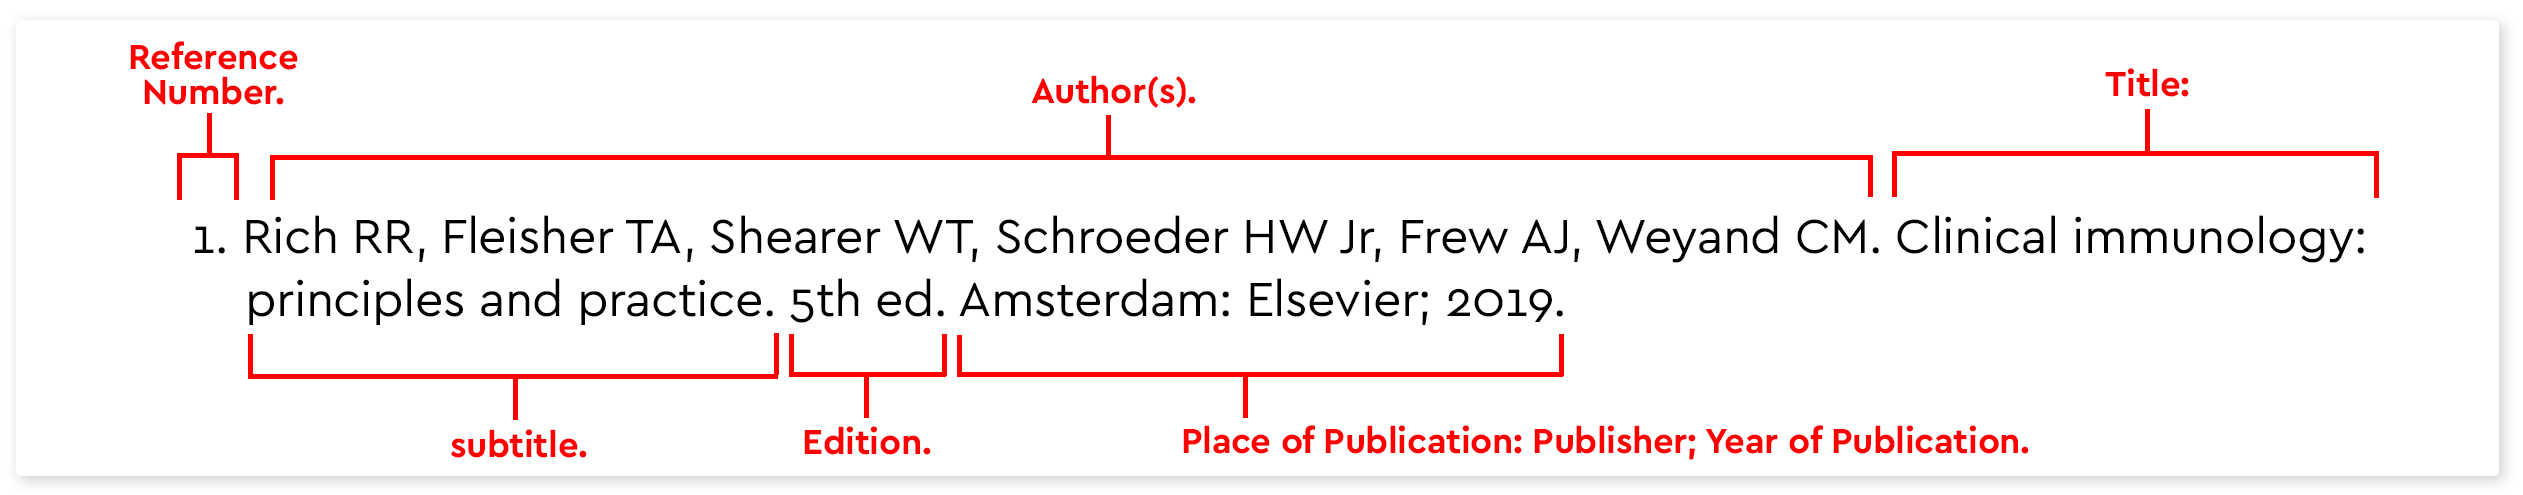 Reference
Number.
Author(s).
Title:
1. Rich RR, Fleisher TA, Shearer WT, Schroeder HW Jr, Frew AJ, Weyand CM. Clinical immunology:
principles and practice. 5th ed. Amsterdam: Elsevier; 2019.
subtitle.
Edition.
Place of Publication: Publisher; Year of Publication.